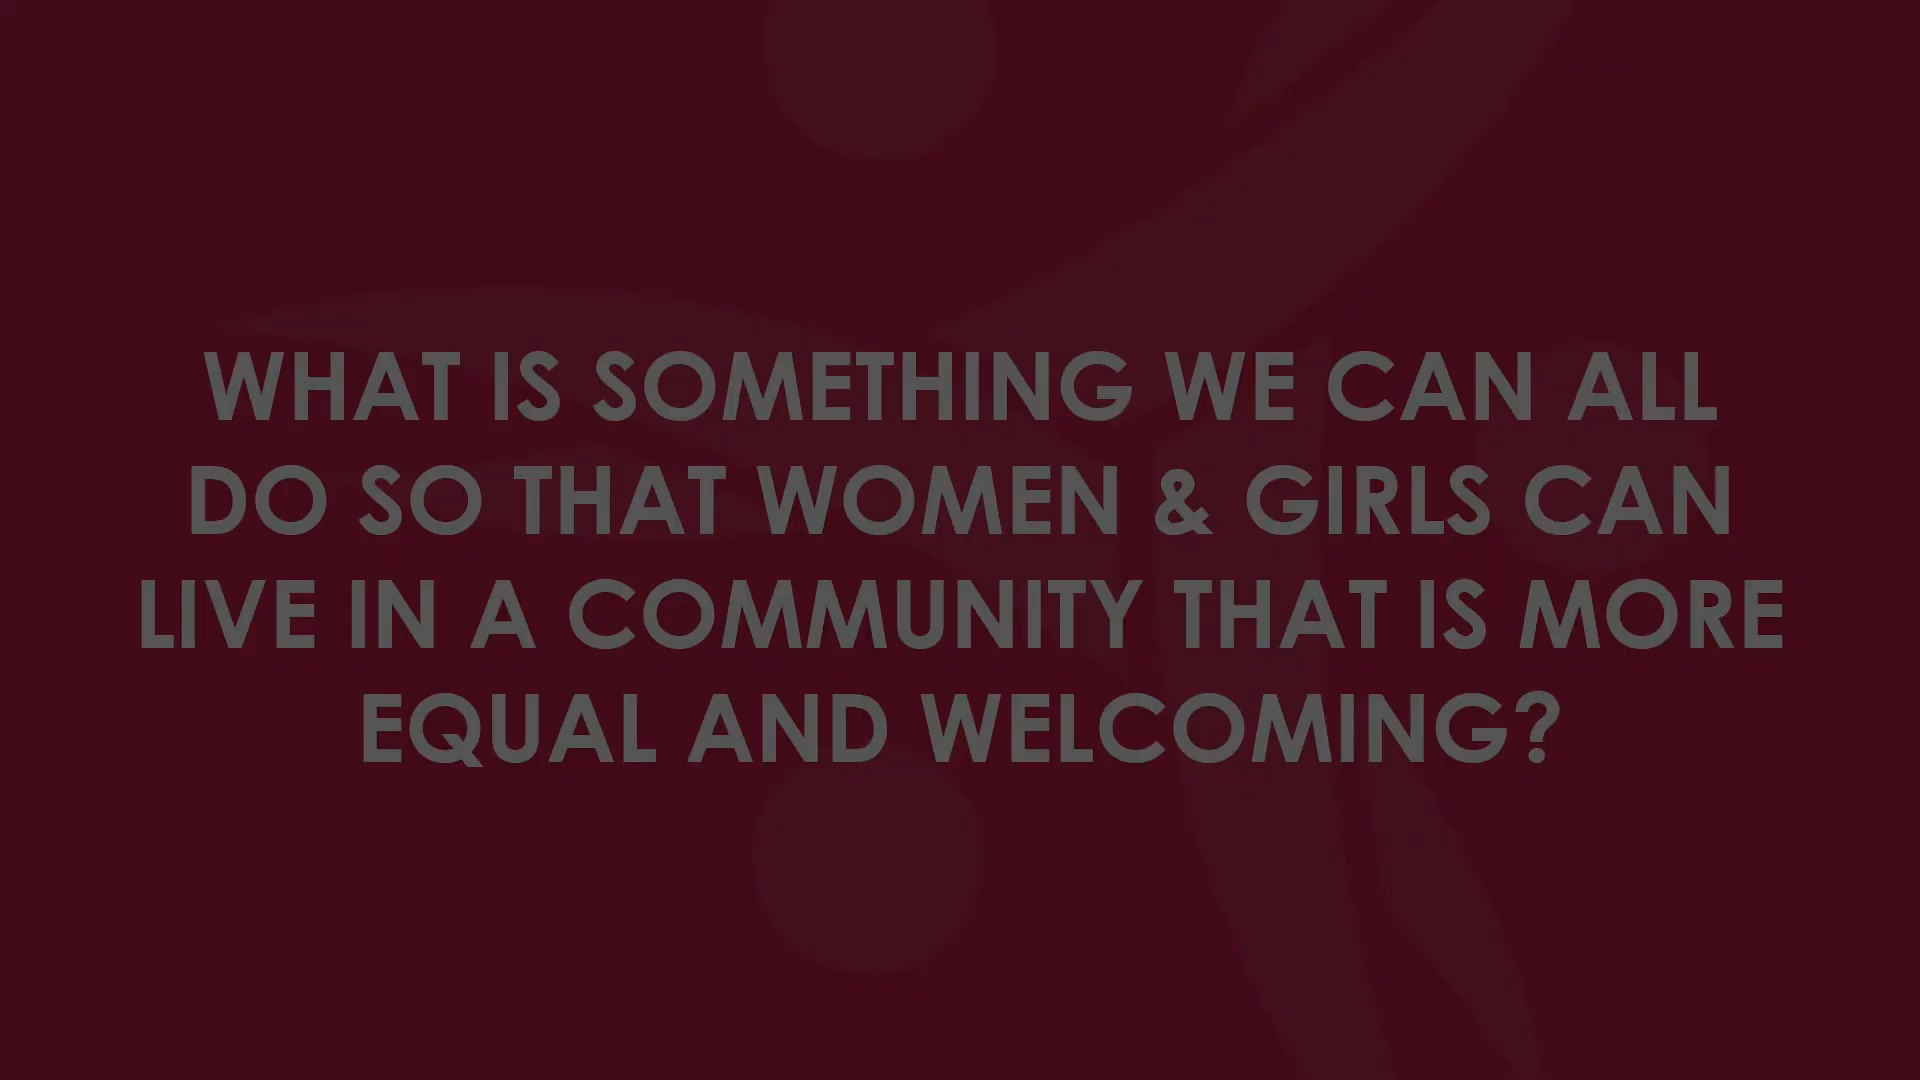 WHAT IS SOMETHING WE CAN ALL
DO SO THAT WOMEN & GIRLS CAN
LIVE IN A COMMUNITY THAT IS MORE
EQUAL AND WELCOMING?